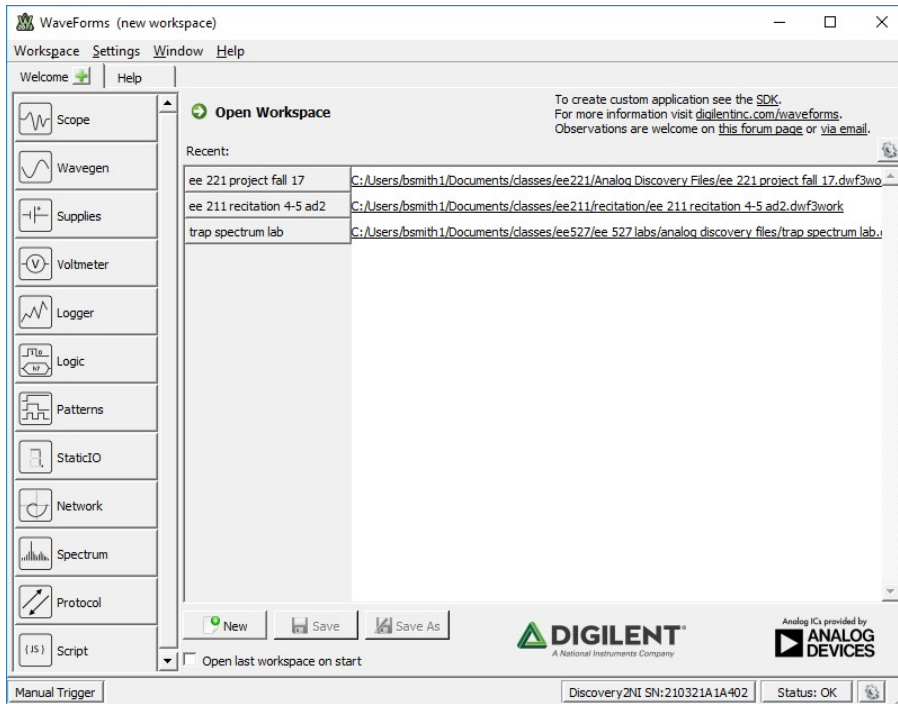 WaveForms (new workspace)
Workspace Settings Window Help
Welcome Help
Scope
Wavegen
Supplies
Voltmeter
Logger
Logic
Patterns
StaticIO
Network
Spectrum
Protocol
{JS} Script
Open Workspace
To create custom application see the SDK.
For more information visit digilentinc.com/waveforms.
Observations are welcome on this forum page or via email.
Recent:
ee 221 project fall 17 C:/Users/bsmith1/Documents/classes/ee221/Analog Discovery Files/ee 221 project fall 17.dwf3wo
ee 211 recitation 4-5 ad2 C:/Users/bsmith1/Documents/classes/ee211/recitation/ee 211 recitation 4-5 ad2.dwf3work
trap spectrum lab C:/Users/bsmith1/Documents/classes/ee527/ee 527 labs/analog discovery files/trap spectrum lab.
New Save Save As
Open last workspace on start
DIGILENT
A National Instruments Company
Analog ICs provided by
ANALOG
DEVICES
Manual Trigger Discovery2NI SN:210321A1A402 Status: OK